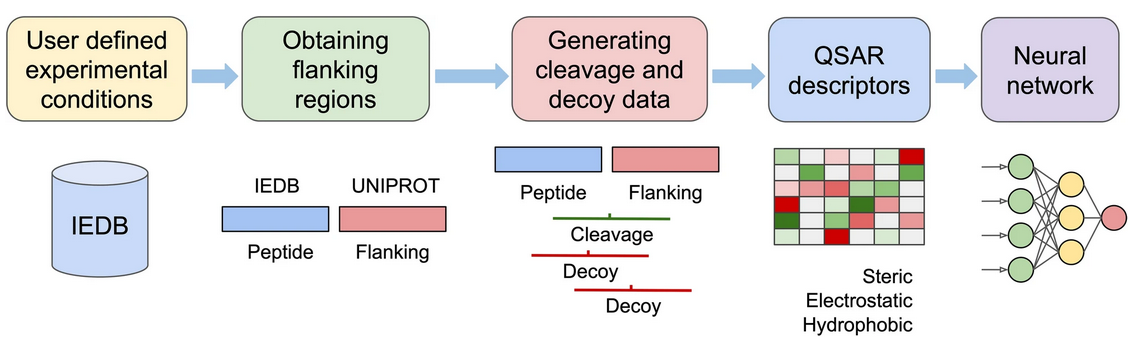 User defined
experimental
conditions
Obtaining
flanking
regions
Generating
cleavage and
decoy data
QSAR
descriptors
Neural
network
IEDB
IEDB
UNIPROT
Peptide
Flanking
Peptide
Flanking
Cleavage
Decoy
Decoy
Steric
Electrostatic
Hydrophobic